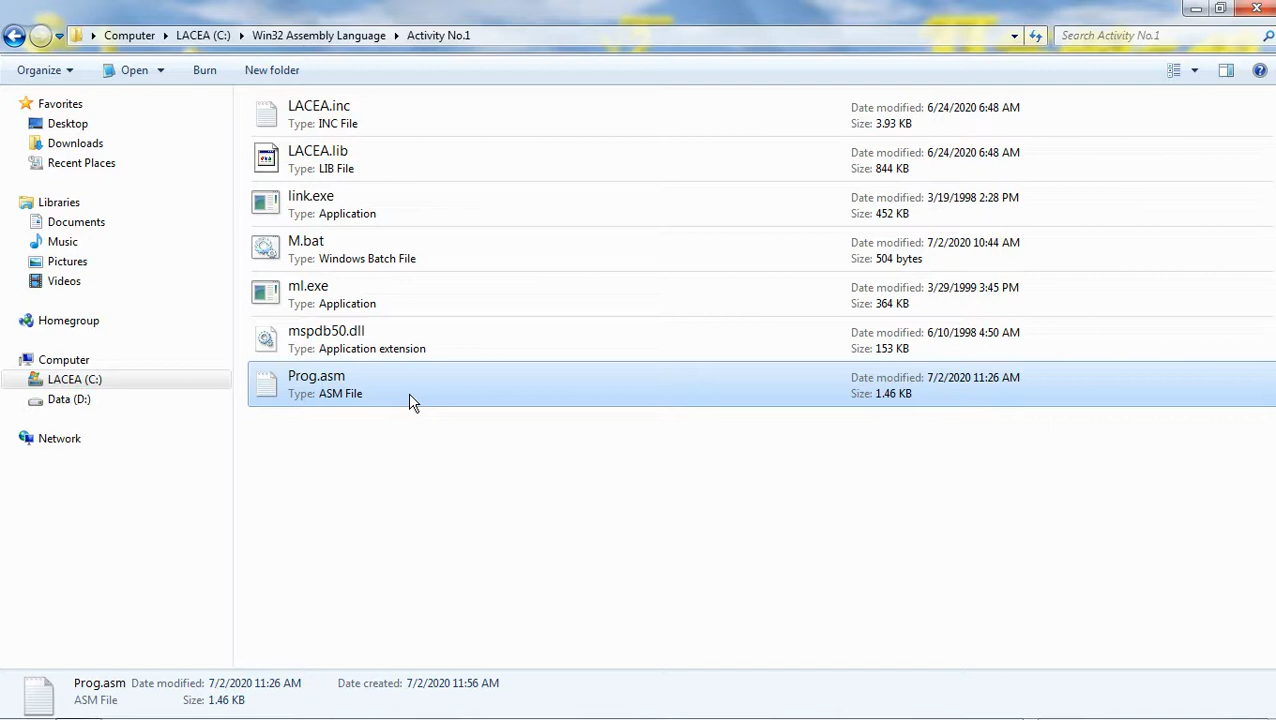 Computer LACEA (C:) Win32 Assembly Language Activity No.1 Search Activity No.1
Organize Open Burn New folder
Favorites
Desktop
Downloads
Recent Places
Libraries
Documents
Music
Pictures
Videos
Homegroup
Computer
LACEA (C:)
Data (D:)
Network
LACEA.inc Date modified: 6/24/2020 6:48 AM
Type: INC File Size: 3.93 KB
LACEA.lib Date modified: 6/24/2020 6:48 AM
Type: LIB File Size: 844 KB
link.exe Date modified: 3/19/1998 2:28 PM
Type: Application Size: 452 KB
M.bat Date modified: 7/2/2020 10:44 AM
Type: Windows Batch File Size: 504 bytes
ml.exe Date modified: 3/29/1999 3:45 PM
Type: Application Size: 364 KB
mspdb50.dll Date modified: 6/10/1998 4:50 AM
Type: Application extension Size: 153 KB
Prog.asm Date modified: 7/2/2020 11:26 AM
Type: ASM File Size: 1.46 KB
Prog.asm Date modified: 7/2/2020 11:26 AM Date created: 7/2/2020 11:56 AM
ASM File Size: 1.46 KB